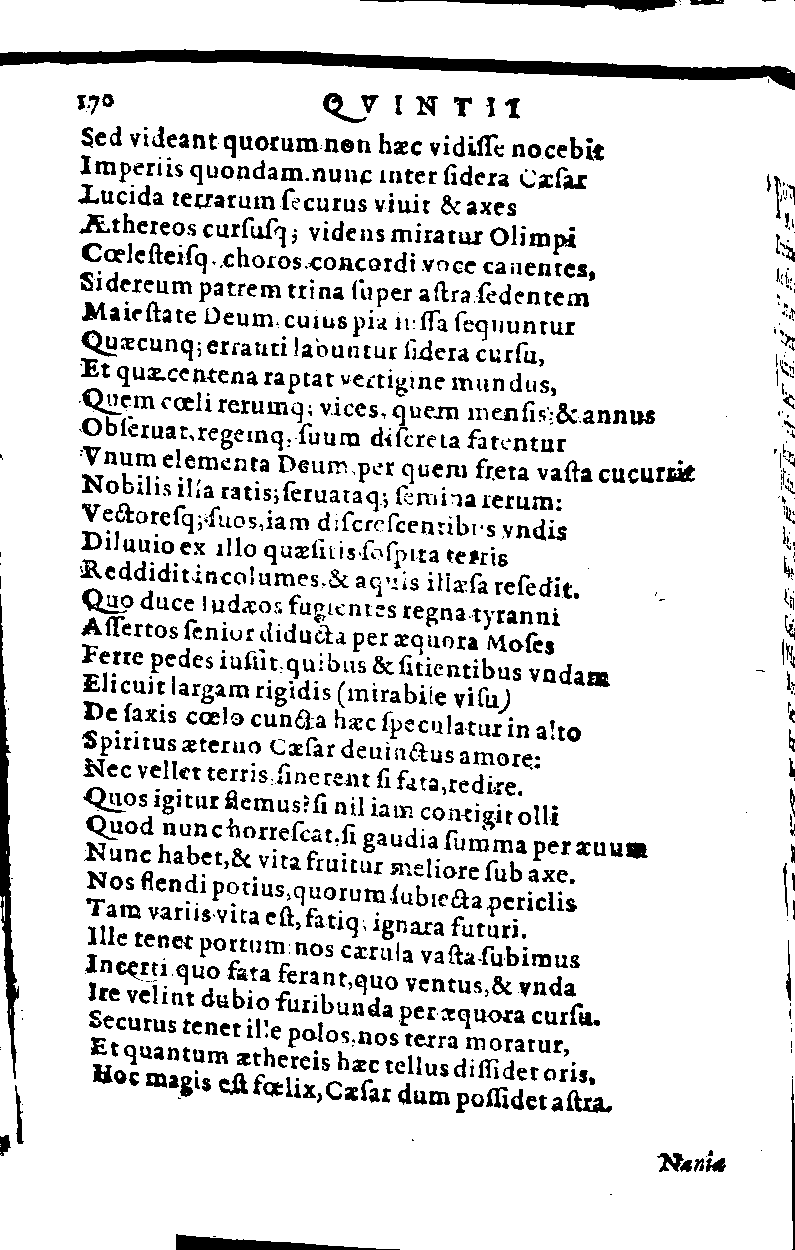 170 QVINTII
Sed videant quorum non hæc vidiſſe nocebit
Imperiis quondam. nunc inter ſidera Cæſar
Lucida terrarum ſecurus viuit & axes
Æthereos curſuſq; videns miratur Olimpi
Cœleſteiſq. choros concordi voce canentes,
Sidereum patrem trina ſuper aſtra ſedentem
Maieſtate Deum, cuius pia iuſſa ſequuntur
Quæcunq; erranti labuntur ſidera curſu,
Et quæ centena raptat vertigine mundus,
Quem cœli rerumq; vices, quem menſis, & annus
Obſeruat, regemq. ſuum diſcreta fatentur
Vnum elementa Deum, per quem freta vaſta cucurrit
Nobilis illa ratis; ſeruataq; ſemina rerum:
Vectoreſq; ſuos, iam diſcreſcentibus vndis
Diluuio ex illo quæſitis ſoſpita terris
Reddidit incolumes, & aquis illæſa reſedit.
Quo duce Iudæos fugientes regna tyranni
Aſſertos ſenior diducta per æquora Moſes
Ferre pedes iuſſit, quibus & ſitientibus vndam
Elicuit largam rigidis (mirabile viſu)
De ſaxis cœlo cuncta hæc ſpeculatur in alto
Spiritus æterno Cæſar deuinctus amore:
Nec vellet terris, ſinerent ſi fata, redire.
Quos igitur flemus? ſi nil iam contigit olli
Quod nunc horreſcat, ſi gaudia ſumma per æuum
Nunc habet, & vita fruitur meliore ſub axe.
Nos flendi potius, quorum ſubiecta periclis
Tam variis vita eſt, fatiq; ignara futuri.
Ille tenet portum: nos cærula vaſta ſubimus
Incerti quo fata ferant, quo ventus, & vnda
Ire velint dubio furibunda per æquora curſu.
Securus tenet ille polos, nos terra moratur,
Et quantum æthereis hæc tellus diſſidet oris,
Hoc magis eſt fœlix, Cæſar dum poſſidet aſtra.
Nania